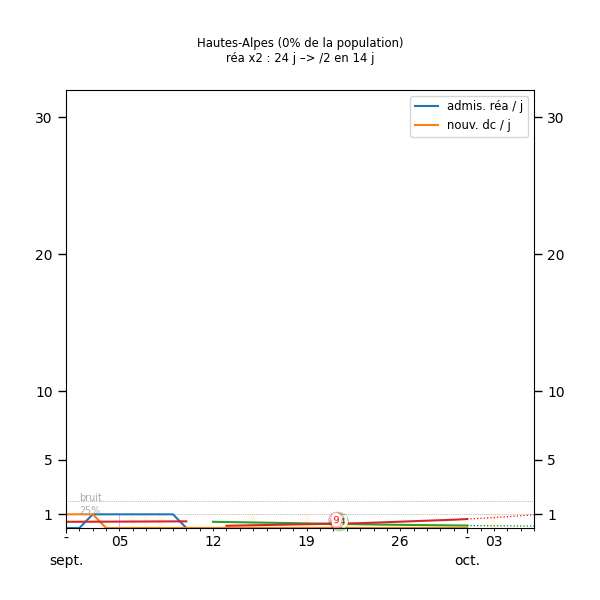 Hautes-Alpes (0% de la population)
réa x2 : 24 j –> /2 en 14 j
admis. réa / j
nouv. dc / j
30 30
20 20
10 10
5 5
bruit
25%
1 1
9
- 05 12 19 26 - 03
sept. oct.